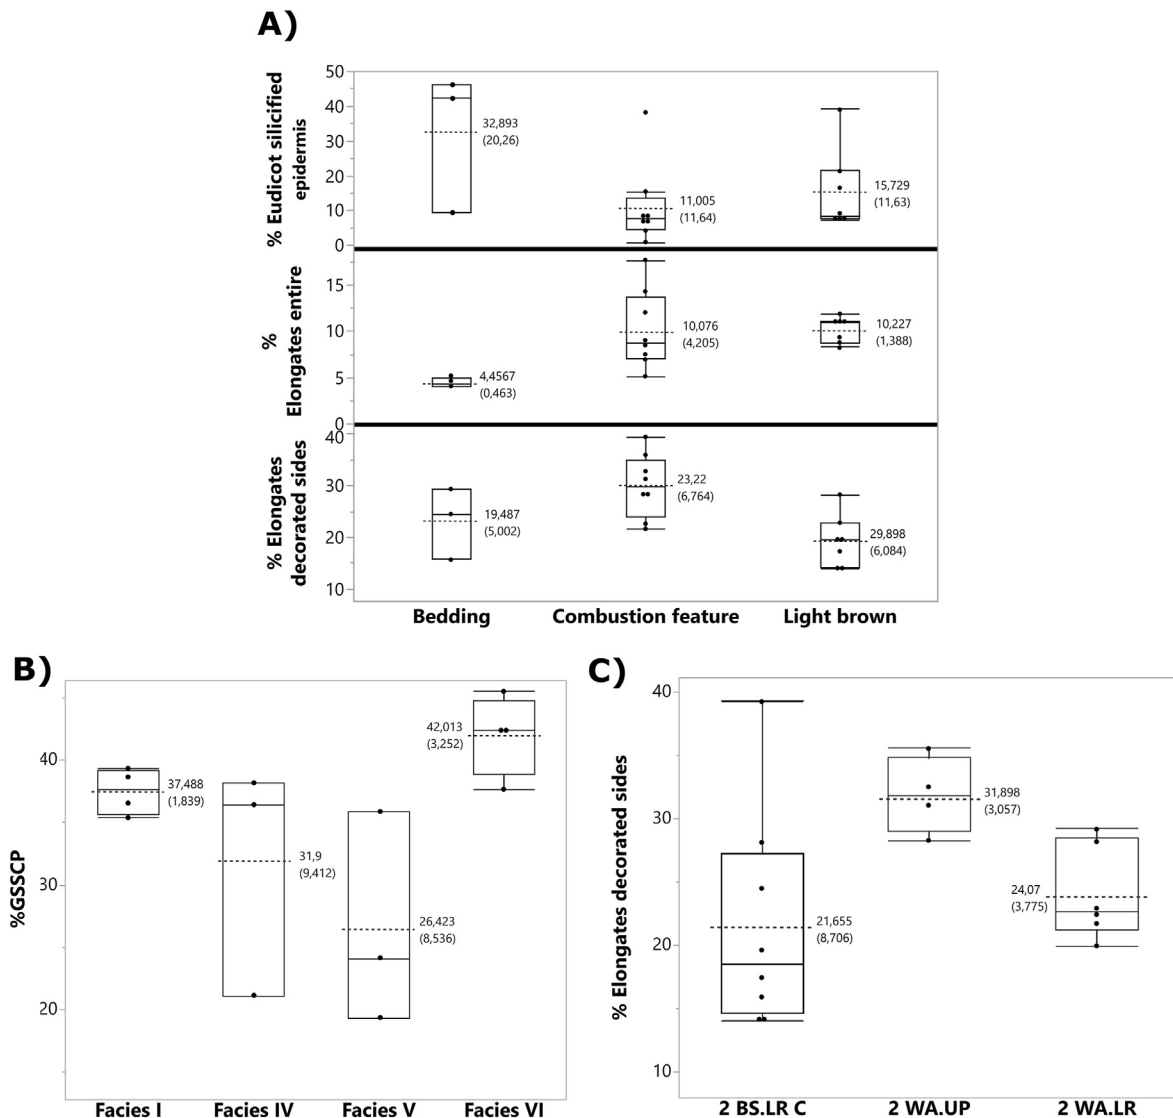 A)
% Eudicot silicified
epidermis
50
40
30
20
10
0
32,893
(20,26)
11,005
(11,64)
15,729
(11,63)
%
Elongates entire
15
10
5
0
4,4567
(0,463)
10,076
(4,205)
10,227
(1,388)
% Elongates
decorated sides
40
30
20
10
19,487
(5,002)
23,22
(6,764)
29,898
(6,084)
Bedding
Combustion feature
Light brown
B)
%GSSCP
40
30
20
37,488
(1,839)
31,9
(9,412)
26,423
(8,536)
42,013
(3,252)
Facies I
Facies IV
Facies V
Facies VI
C)
% Elongates decorated sides
40
30
20
10
21,655
(8,706)
31,898
(3,057)
24,07
(3,775)
2 BS.LR C
2 WA.UP
2 WA.LR